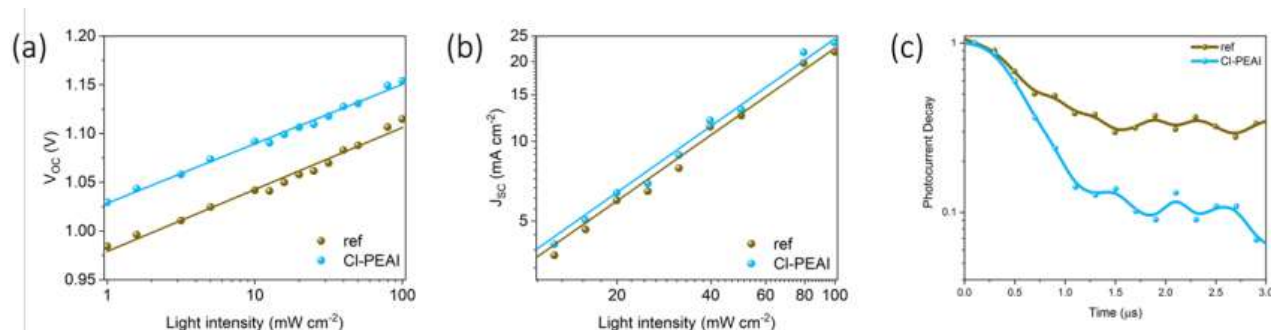 (a)
1.20
1.15
1.10
1.05
1.00
0.95
V_OC (V)
ref
Cl-PEAI
1
10
100
Light intensity (mW cm⁻²)
(b)
25
20
15
10
5
J_SC (mA cm⁻²)
ref
Cl-PEAI
20
40
60
80
100
Light intensity (mW cm⁻²)
(c)
1
0.1
Photocurrent Decay
ref
Cl-PEAI
0.0
0.5
1.0
1.5
2.0
2.5
3.0
Time (μs)